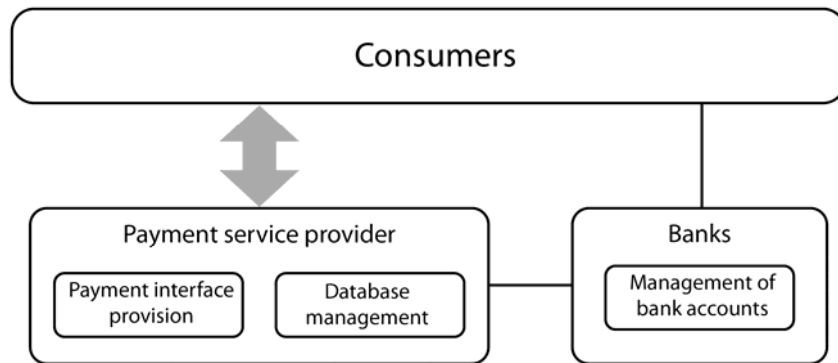 Consumers
Payment service provider
Payment interface
provision
Database
management
Banks
Management of
bank accounts